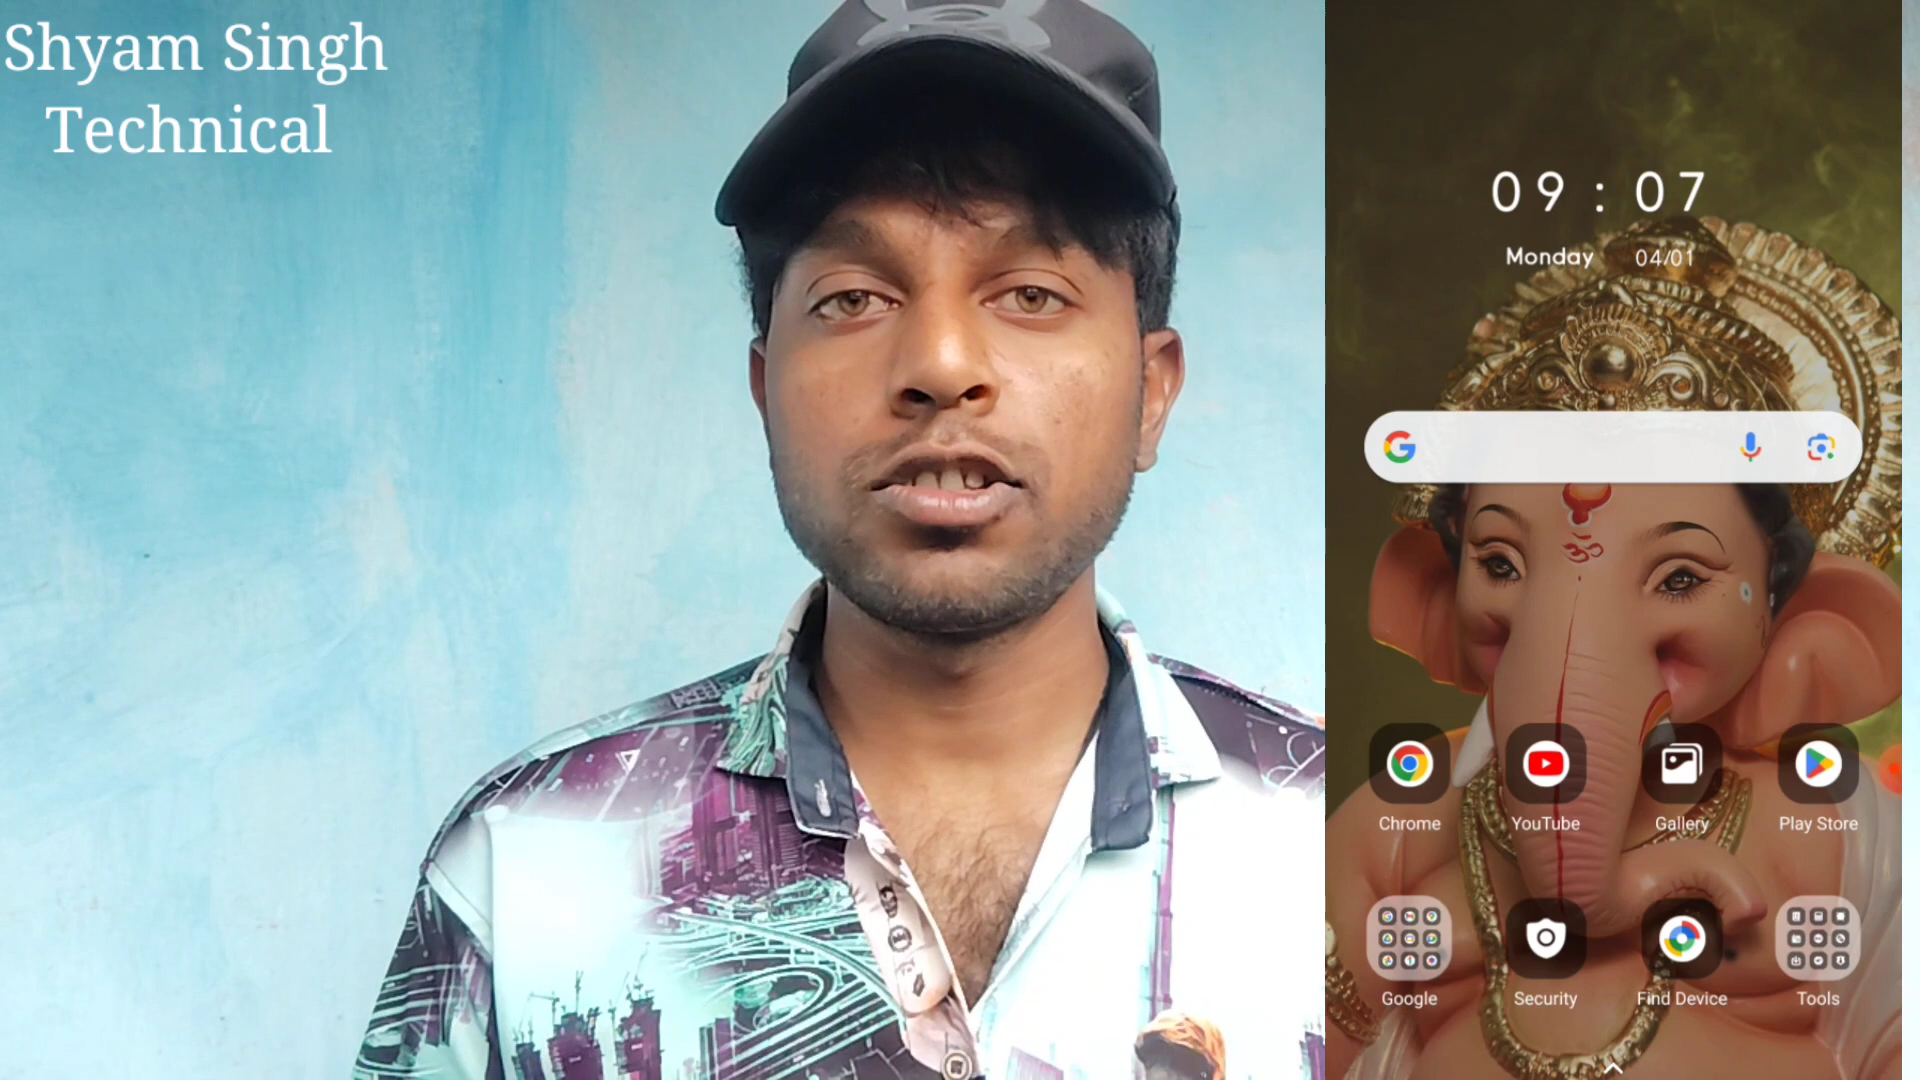 Shyam Singh
Technical
09 : 07
Monday 04/01
Chrome YouTube Gallery Play Store
Google Security Find Device Tools